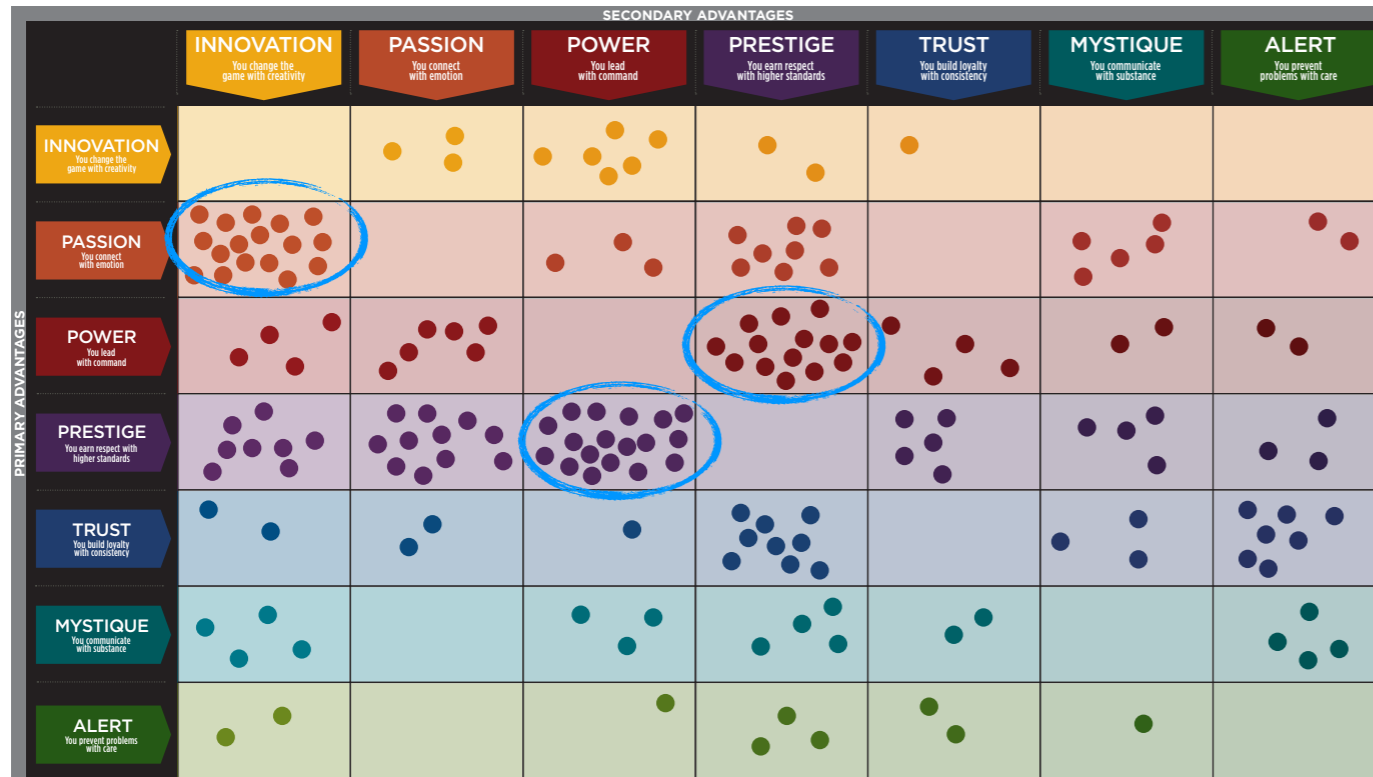 SECONDARY ADVANTAGES
INNOVATION
You change the
game with creativity
PASSION
You connect
with emotion
POWER
You lead
with command
PRESTIGE
You earn respect
with higher standards
TRUST
You build loyalty
with consistency
MYSTIQUE
You communicate
with substance
ALERT
You prevent
problems with care
PRIMARY ADVANTAGES
INNOVATION
You change the
game with creativity
PASSION
You connect
with emotion
POWER
You lead
with command
PRESTIGE
You earn respect with
higher standards
TRUST
You build loyalty
with consistency
MYSTIQUE
You communicate
with substance
ALERT
You prevent problems
with care